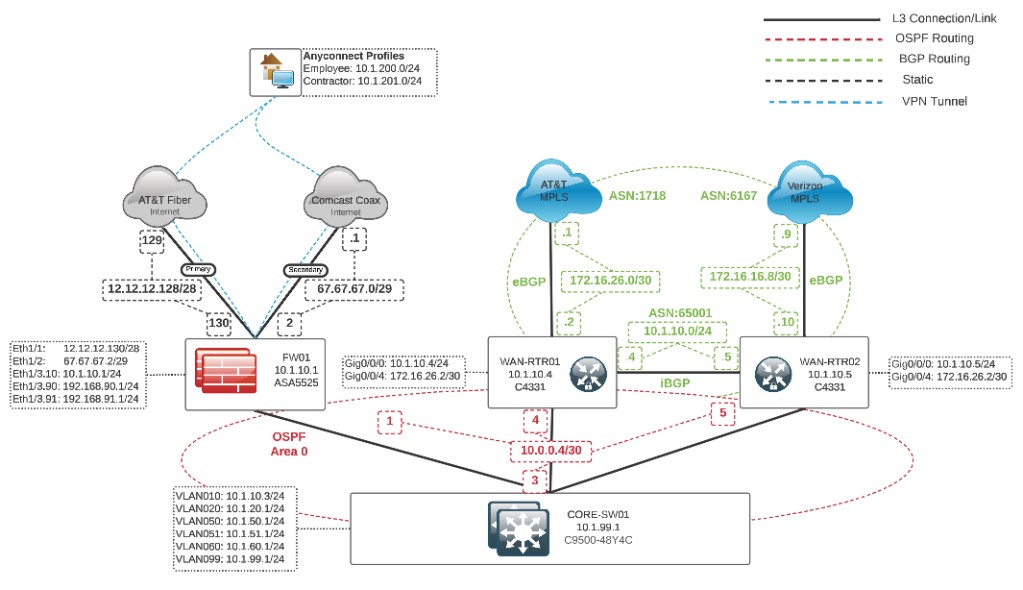 L3 Connection/Link
OSPF Routing
BGP Routing
Static
VPN Tunnel
Anyconnect Profiles
Employee: 10.1.200.0/24
Contractor: 10.1.201.0/24
AT&T Fiber
Internet
Comcast Coax
Internet
AT&T
MPLS
ASN:1718
ASN:6167
Verizon
MPLS
129
.1
.1
.9
Primary
Secondary
12.12.12.128/28
67.67.67.0/29
eBGP
172.16.26.0/30
172.16.16.8/30
eBGP
130
2
.2
ASN:65001
10.1.10.0/24
.10
4
5
iBGP
Eth1/1: 12.12.12.130/28
Eth1/2: 67.67.67.2/29
Eth1/3.10: 10.1.10.1/24
Eth1/3.90: 192.168.90.1/24
Eth1/3.91: 192.168.91.1/24
FW01
10.1.10.1
ASA5525
Gig0/0/0: 10.1.10.4/24
Gig0/0/4: 172.16.26.2/30
WAN-RTR01
10.1.10.4
C4331
WAN-RTR02
10.1.10.5
C4331
Gig0/0/0: 10.1.10.5/24
Gig0/0/4: 172.16.26.2/30
OSPF
Area 0
1
4
5
10.0.0.4/30
3
VLAN010: 10.1.10.3/24
VLAN020: 10.1.20.1/24
VLAN050: 10.1.50.1/24
VLAN051: 10.1.51.1/24
VLAN060: 10.1.60.1/24
VLAN099: 10.1.99.1/24
CORE-SW01
10.1.99.1
C9500-48Y4C